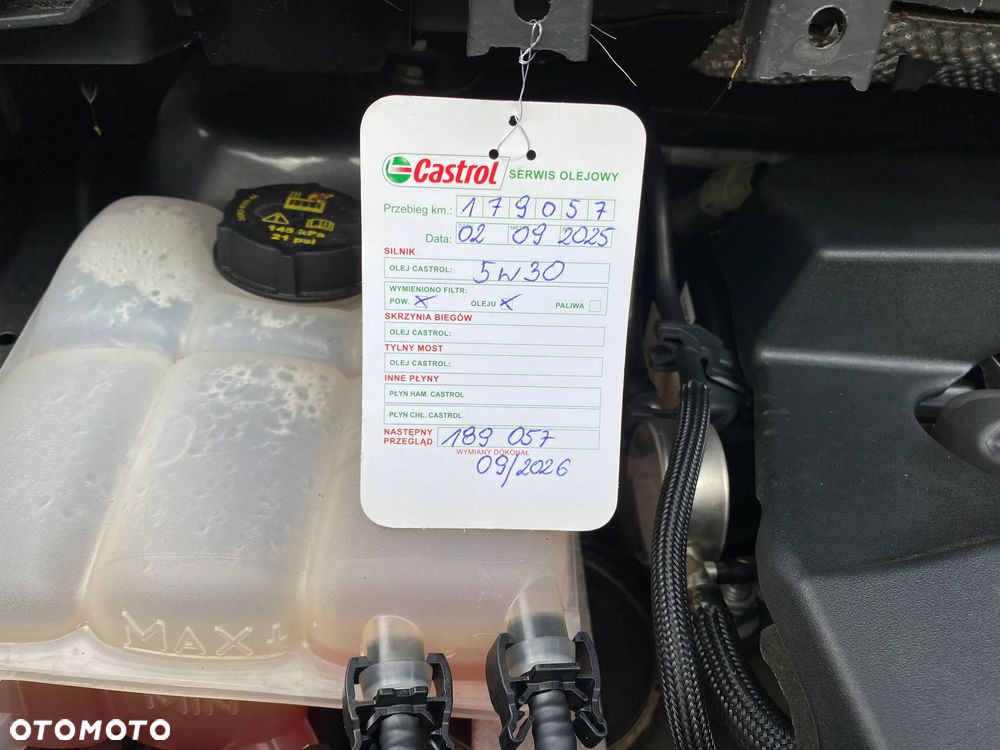 145 kPa
21 psi
Castrol SERWIS OLEJOWY
Przebieg km.: 179057
Data: 02 09 2025
SILNIK
OLEJ CASTROL: 5W30
WYMIENIONO FILTR:
POW. X OLEJU X PALIWA
SKRZYNIA BIEGÓW
OLEJ CASTROL:
TYLNY MOST
OLEJ CASTROL:
INNE PŁYNY
PŁYN HAM. CASTROL
PŁYN CHŁ. CASTROL
NASTĘPNY
PRZEGLĄD 189 057
WYMIANY DOKONAŁ
09/2026
MAX
MIN
OTOMOTO